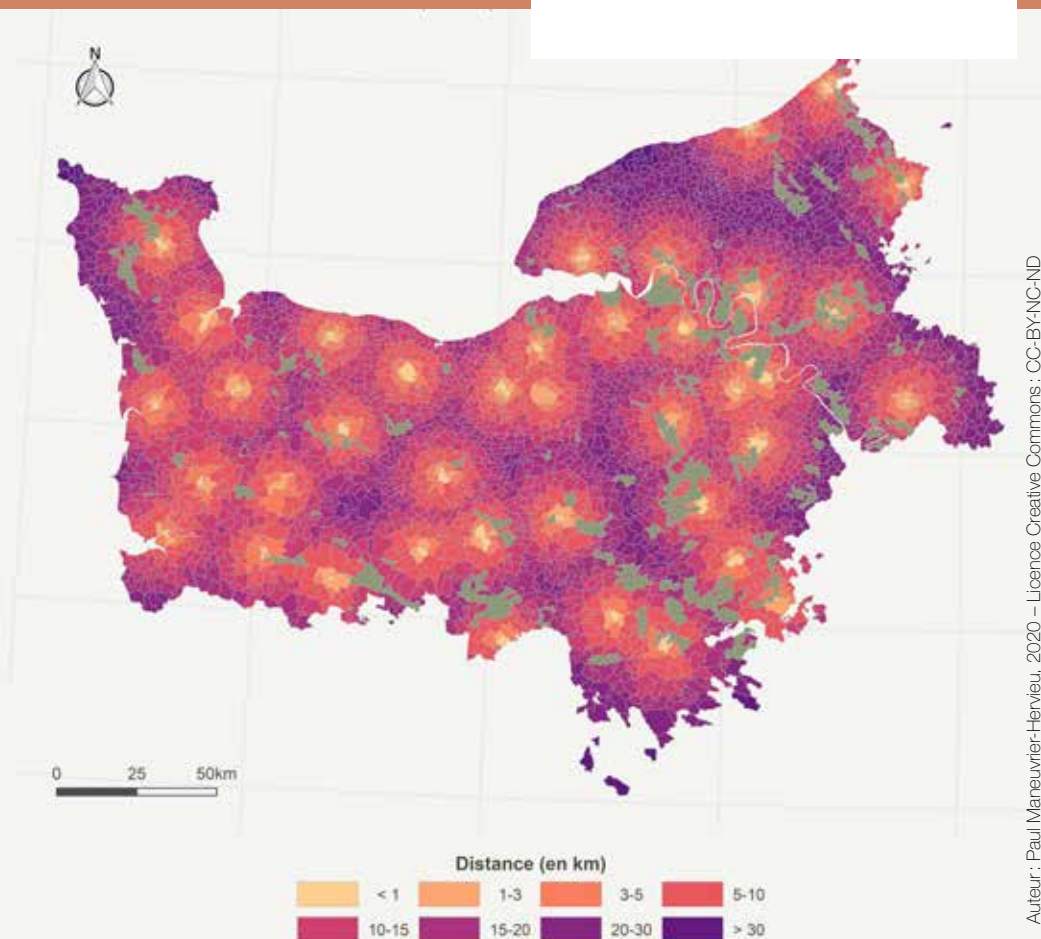 N
0 25 50km
Distance (en km)
< 1 1-3 3-5 5-10
10-15 15-20 20-30 > 30
Auteur : Paul Maneuvrier-Hervieu, 2020 – Licence Creative Commons : CC-BY-NC-ND